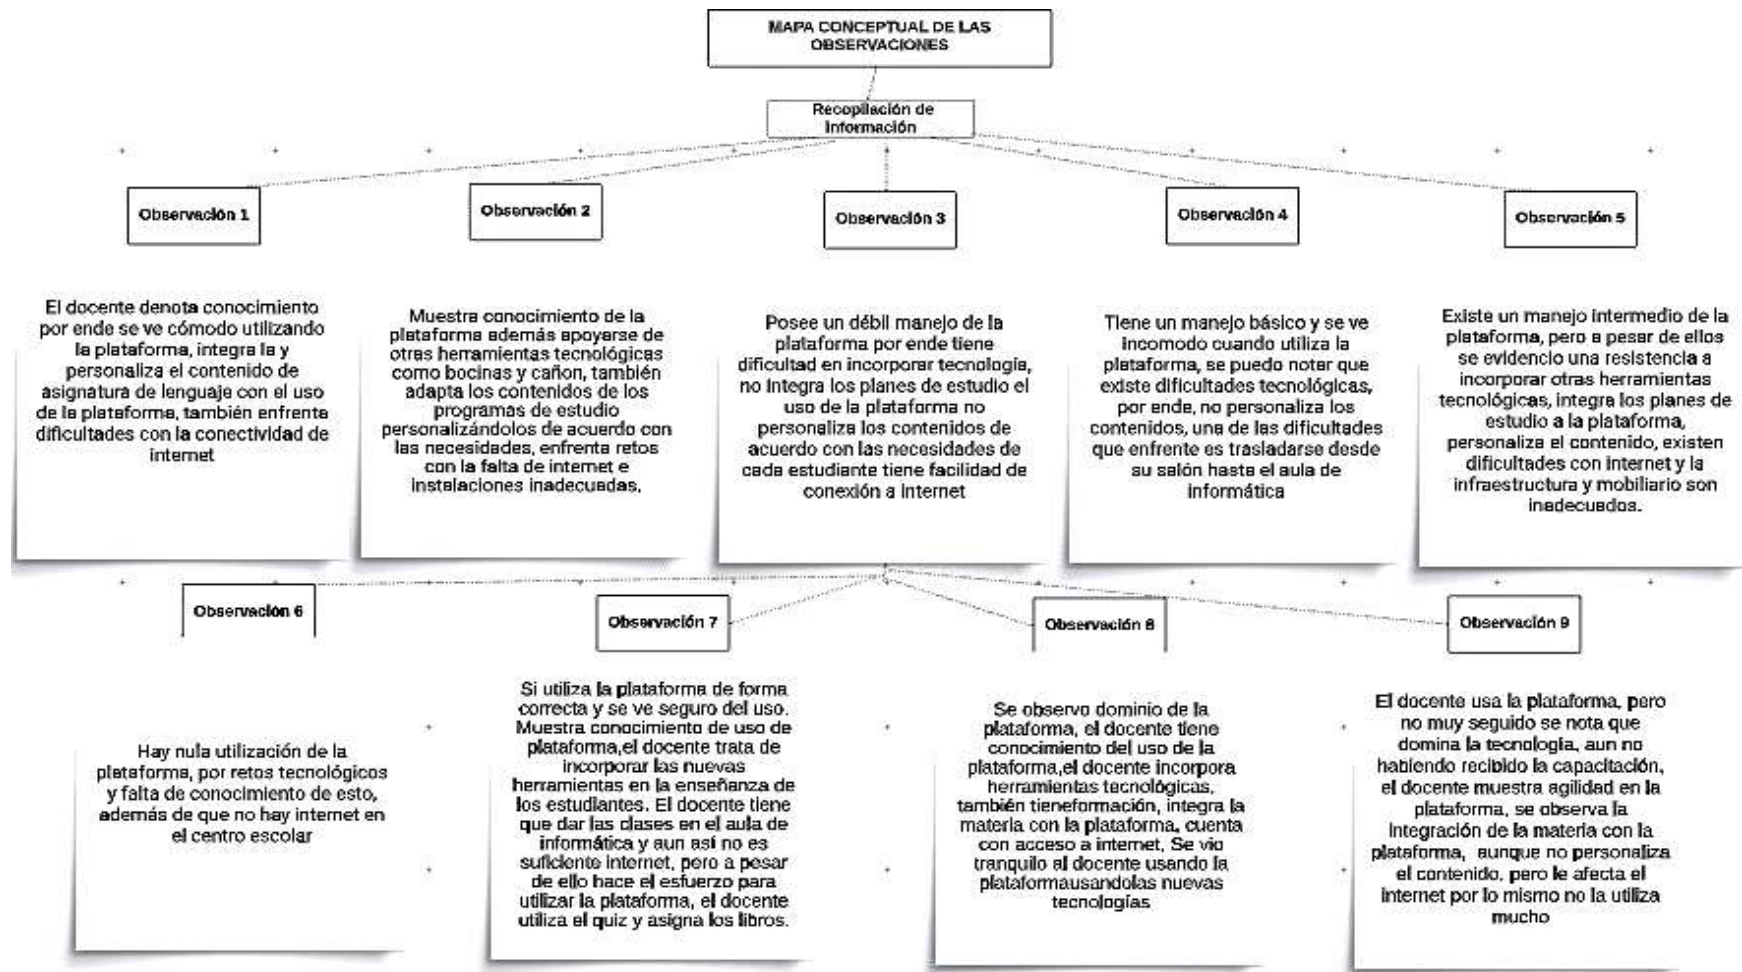 MAPA CONCEPTUAL DE LAS
OBSERVACIONES
Recopilación de
Información
Observación 1
Observación 2
Observación 3
Observación 4
Observación 5
El docente denota conocimiento
por ende se ve cómodo utilizando
la plataforma, integra la y
personaliza el contenido de
asignatura de lenguaje con el uso
de la plataforma, también enfrenta
dificultades con la conectividad de
internet
Muestra conocimiento de la
plataforma además apoyarse de
otras herramientas tecnológicas
como bocinas y cañon, también
adapta los contenidos de los
programas de estudio
personalizándolos de acuerdo con
las necesidades, enfrenta retos
con la falta de internet e
instalaciones inadecuadas.
Posee un débil manejo de la
plataforma por ende tiene
dificultad en incorporar tecnología,
no integra los planes de estudio el
uso de la plataforma no
personaliza los contenidos de
acuerdo con las necesidades de
cada estudiante tiene facilidad de
conexión a internet
Tiene un manejo básico y se ve
incomodo cuando utiliza la
plataforma, se puedo notar que
existe dificultades tecnológicas,
por ende, no personaliza los
contenidos, una de las dificultades
que enfrente es trasladarse desde
su salón hasta el aula de
informática
Existe un manejo intermedio de la
plataforma, pero a pesar de ellos
se evidencio una resistencia a
incorporar otras herramientas
tecnológicas, integra los planes de
estudio a la plataforma,
personaliza el contenido, existen
dificultades con internet y la
infraestructura y mobiliario son
inadecuados.
Observación 6
Observación 7
Observación 8
Observación 9
Hay nula utilización de la
plataforma, por retos tecnológicos
y falta de conocimiento de esto,
además de que no hay internet en
el centro escolar
Si utiliza la plataforma de forma
correcta y se ve seguro del uso.
Muestra conocimiento de uso de
plataforma,el docente trata de
incorporar las nuevas
herramientas en la enseñanza de
los estudiantes. El docente tiene
que dar las clases en el aula de
informática y aun asi no es
suficiente internet, pero a pesar
de ello hace el esfuerzo para
utilizar la plataforma, el docente
utiliza el quiz y asigna los libros.
Se observo dominio de la
plataforma, el docente tiene
conocimiento del uso de la
plataforma,el docente incorpora
herramientas tecnológicas,
también tieneformación, integra la
materia con la plataforma, cuenta
con acceso a internet, Se vio
tranquilo al docente usando la
plataformausandolas nuevas
tecnologías
El docente usa la plataforma, pero
no muy seguido se nota que
domina la tecnologia, aun no
habiendo recibido la capacitación,
el docente muestra agilidad en la
plataforma, se observa la
integración de la materia con la
plataforma, aunque no personaliza
el contenido, pero le afecta el
internet por lo mismo no la utiliza
mucho